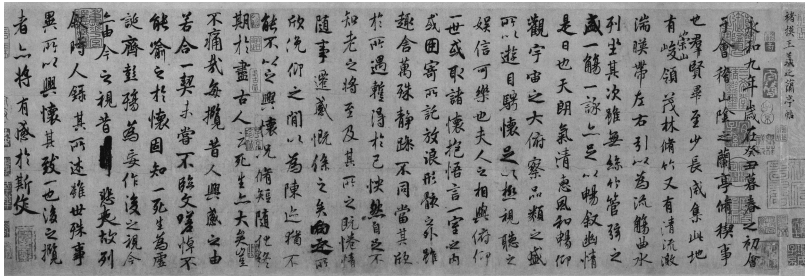 褚模王羲之蘭亭帖
永和九年歲在癸丑暮春之初會
于會稽山陰之蘭亭脩稧事
也群賢畢至少長咸集此地
有崇山峻領茂林脩竹又有清流激
湍暎帶左右引以為流觴曲水
列坐其次雖無絲竹管弦之
盛一觴一詠亦足以暢敘幽情
是日也天朗氣清惠風和暢仰
觀宇宙之大俯察品類之盛
所以遊目騁懷足以極視聽之
娛信可樂也夫人之相與俯仰
一世或取諸懷抱悟言一室之內
或因寄所託放浪形骸之外雖
趣舍萬殊靜躁不同當其欣
於所遇蹔得於己怏然自足不
知老之將至及其所之既惓情
隨事遷感慨係之矣向之所
欣俛仰之閒以為陳迹猶不
能不以之興懷況脩短隨化終
期於盡古人云死生亦大矣豈
不痛哉每攬昔人興感之由
若合一契未嘗不臨文嗟悼不
能喻之於懷固知一死生為虛
誕齊彭殤為妄作後之視今
亦由今之視昔悲夫故列
敘時人錄其所述雖世殊事
異所以興懷其致一也後之攬
者亦將有感於斯文